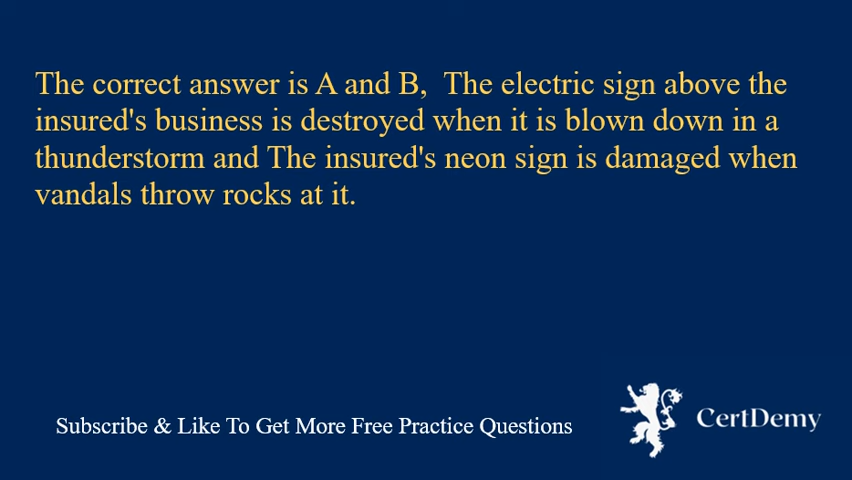 The correct answer is A and B,  The electric sign above the
insured's business is destroyed when it is blown down in a
thunderstorm and The insured's neon sign is damaged when
vandals throw rocks at it.
Subscribe & Like To Get More Free Practice Questions
CertDemy